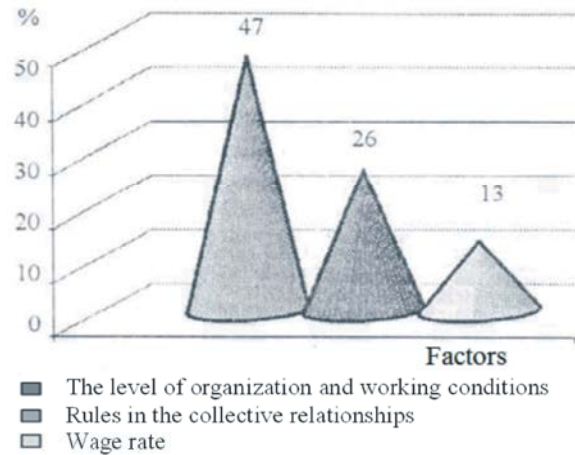 %
47
50
40
26
30
13
20
10
0
Factors
The level of organization and working conditions
Rules in the collective relationships
Wage rate